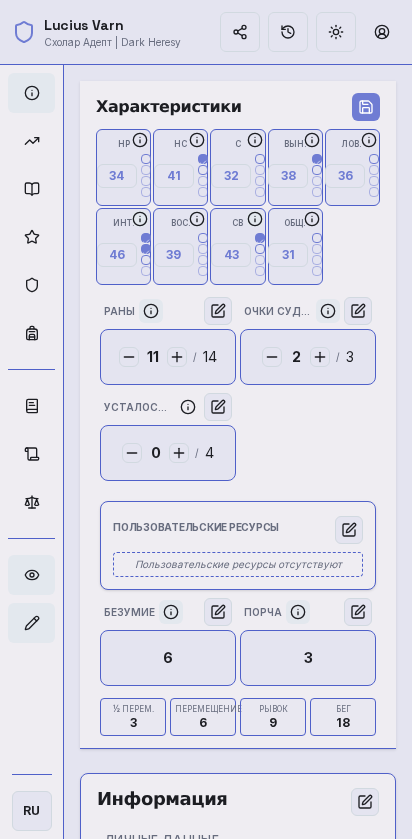 Lucius Varn
Схолар Адепт | Dark Heresy
Характеристики
НР НС С ВЫН. ЛОВ.
34 41 32 38 36
ИНТ. ВОС. СВ ОБЩ.
46 39 43 31
РАНЫ ОЧКИ СУД...
11 / 14 2 / 3
УСТАЛОС...
0 / 4
ПОЛЬЗОВАТЕЛЬСКИЕ РЕСУРСЫ
Пользовательские ресурсы отсутствуют
БЕЗУМИЕ ПОРЧА
6 3
½ ПЕРЕМ. ПЕРЕМЕЩЕНИЕ РЫВОК БЕГ
3 6 9 18
Информация
ЛИЧНЫЕ ДАННЫЕ
RU